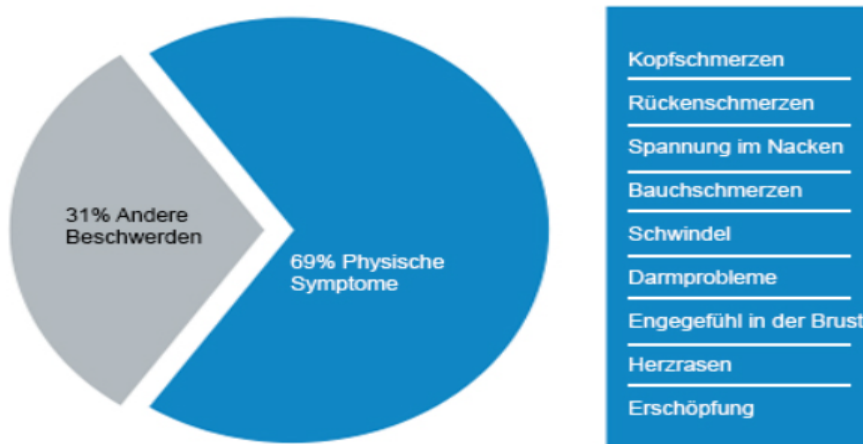 31% Andere
Beschwerden
69% Physische
Symptome
Kopfschmerzen
Rückenschmerzen
Spannung im Nacken
Bauchschmerzen
Schwindel
Darmprobleme
Engegefühl in der Brust
Herzrasen
Erschöpfung